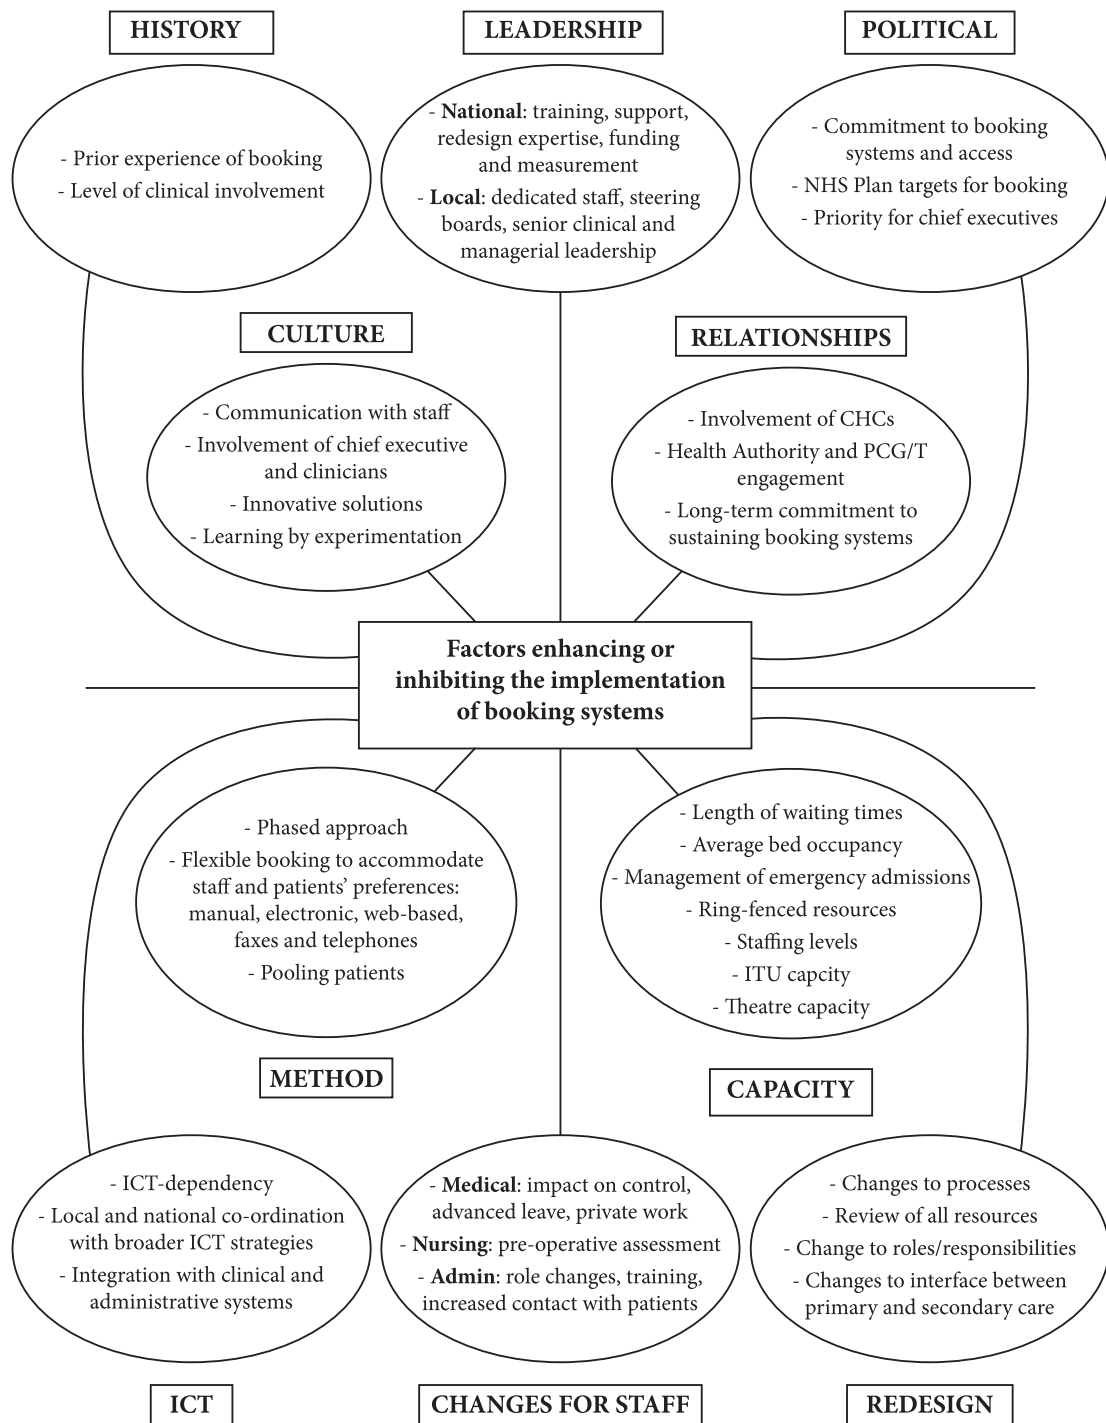 HISTORY
- Prior experience of booking
- Level of clinical involvement
LEADERSHIP
- National: training, support,
redesign expertise, funding
and measurement
- Local: dedicated staff, steering
boards, senior clinical and
managerial leadership
POLITICAL
- Commitment to booking
systems and access
- NHS Plan targets for booking
- Priority for chief executives
CULTURE
- Communication with staff
- Involvement of chief executive
and clinicians
- Innovative solutions
- Learning by experimentation
RELATIONSHIPS
- Involvement of CHCs
- Health Authority and PCG/T
engagement
- Long-term commitment to
sustaining booking systems
Factors enhancing or
inhibiting the implementation
of booking systems
- Phased approach
- Flexible booking to accommodate
staff and patients’ preferences:
manual, electronic, web-based,
faxes and telephones
- Pooling patients
METHOD
- Length of waiting times
- Average bed occupancy
- Management of emergency admissions
- Ring-fenced resources
- Staffing levels
- ITU capcity
- Theatre capacity
CAPACITY
- ICT-dependency
- Local and national co-ordination
with broader ICT strategies
- Integration with clinical and
administrative systems
ICT
- Medical: impact on control,
advanced leave, private work
- Nursing: pre-operative assessment
- Admin: role changes, training,
increased contact with patients
CHANGES FOR STAFF
- Changes to processes
- Review of all resources
- Change to roles/responsibilities
- Changes to interface between
primary and secondary care
REDESIGN